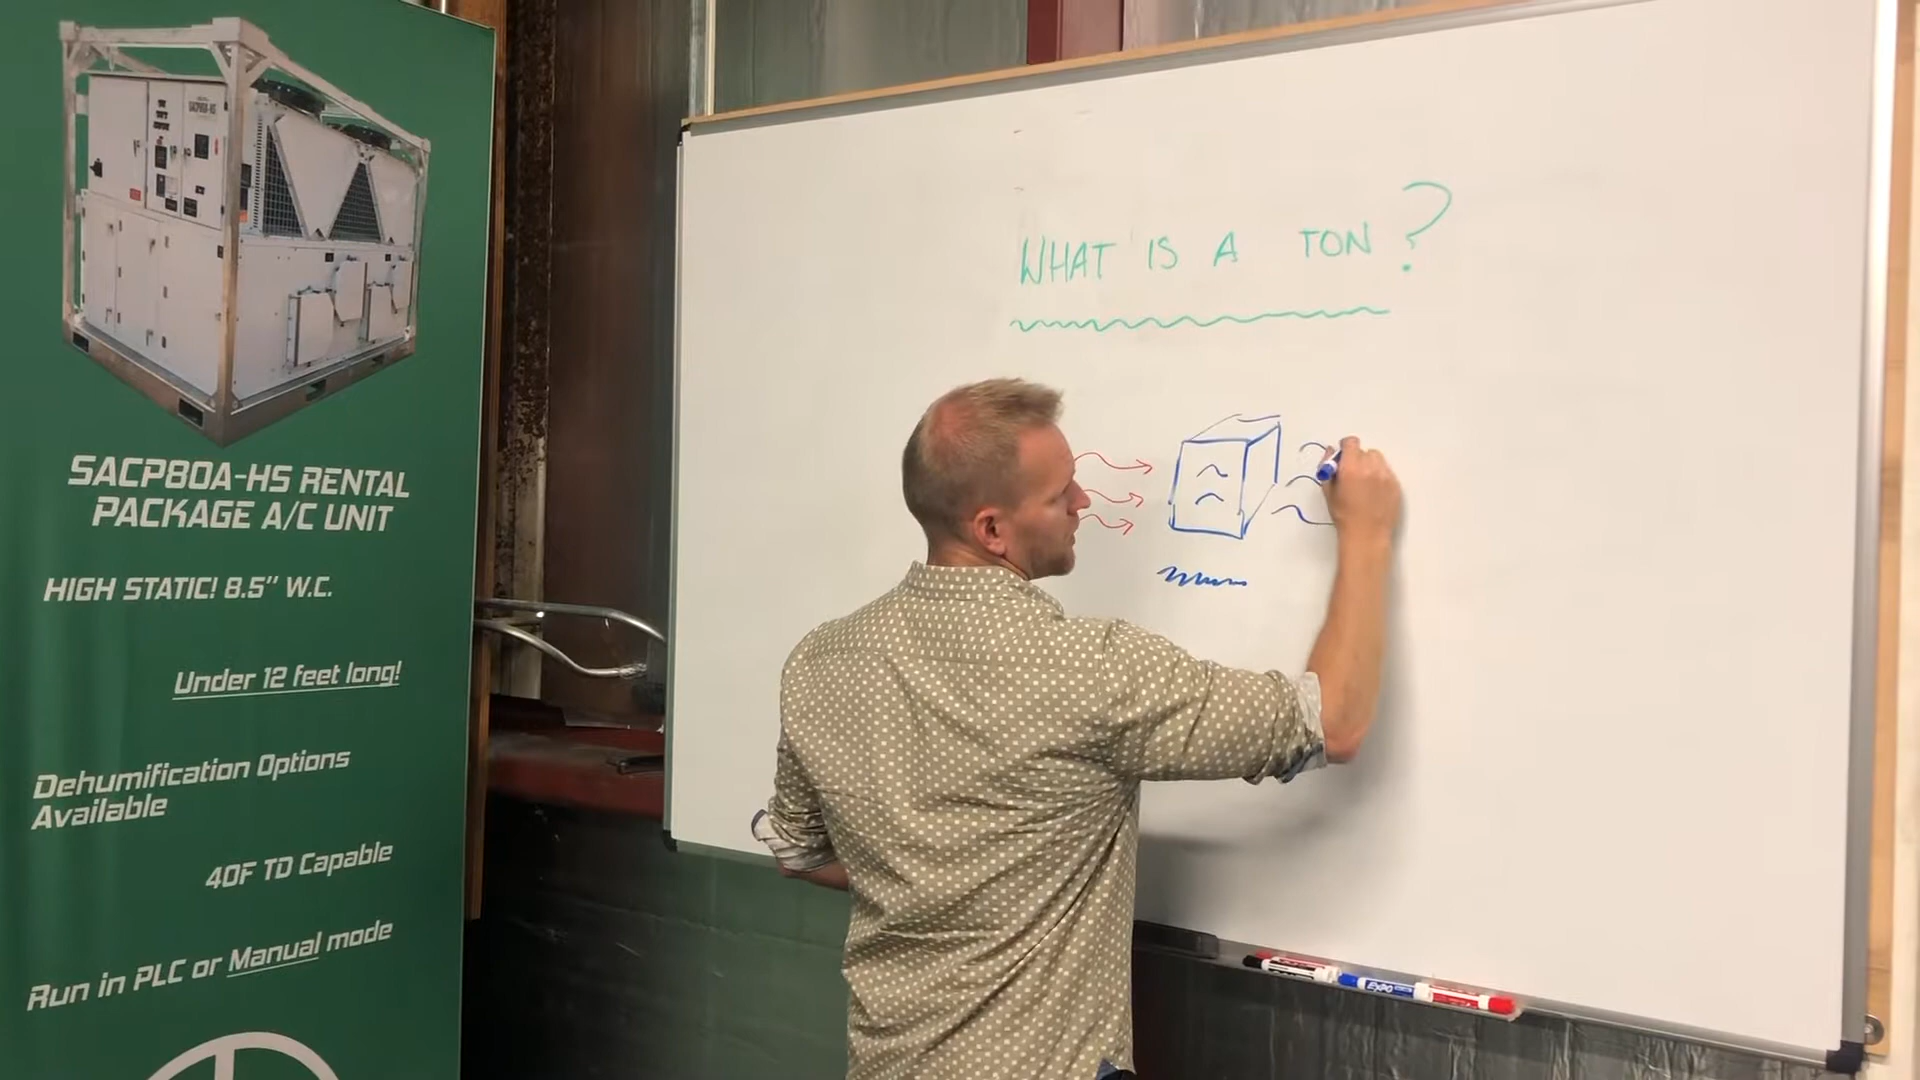 SACP80A-HS RENTAL
PACKAGE A/C UNIT
HIGH STATIC! 8.5" W.C.
Under 12 feet long!
Dehumification Options
Available
40F TD Capable
Run in PLC or Manual mode
WHAT IS A TON?
EXPO